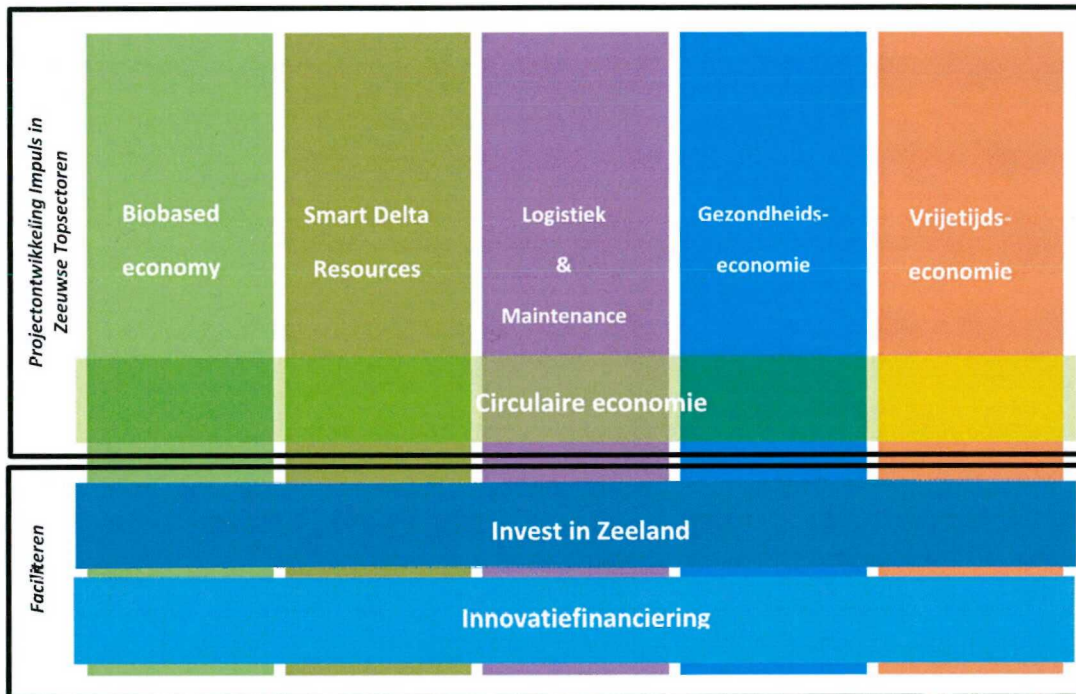 Projectontwikkeling Impuls in
Zeeuwse Topsectoren
Biobased
economy
Smart Delta
Resources
Logistiek
&
Maintenance
Gezondheids-
economie
Vrijetijds-
economie
Circulaire economie
Faciliteren
Invest in Zeeland
Innovatiefinanciering